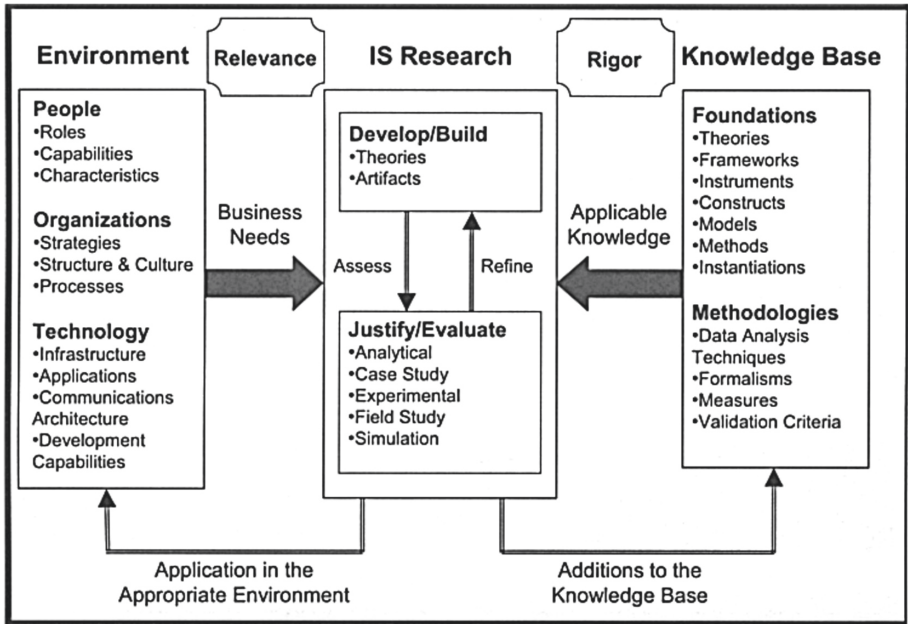 Environment
Relevance
IS Research
Rigor
Knowledge Base
People
•Roles
•Capabilities
•Characteristics
Organizations
•Strategies
•Structure & Culture
•Processes
Technology
•Infrastructure
•Applications
•Communications
Architecture
•Development
Capabilities
Business
Needs
Develop/Build
•Theories
•Artifacts
Assess
Refine
Justify/Evaluate
•Analytical
•Case Study
•Experimental
•Field Study
•Simulation
Applicable
Knowledge
Foundations
•Theories
•Frameworks
•Instruments
•Constructs
•Models
•Methods
•Instantiations
Methodologies
•Data Analysis
Techniques
•Formalisms
•Measures
•Validation Criteria
Application in the
Appropriate Environment
Additions to the
Knowledge Base